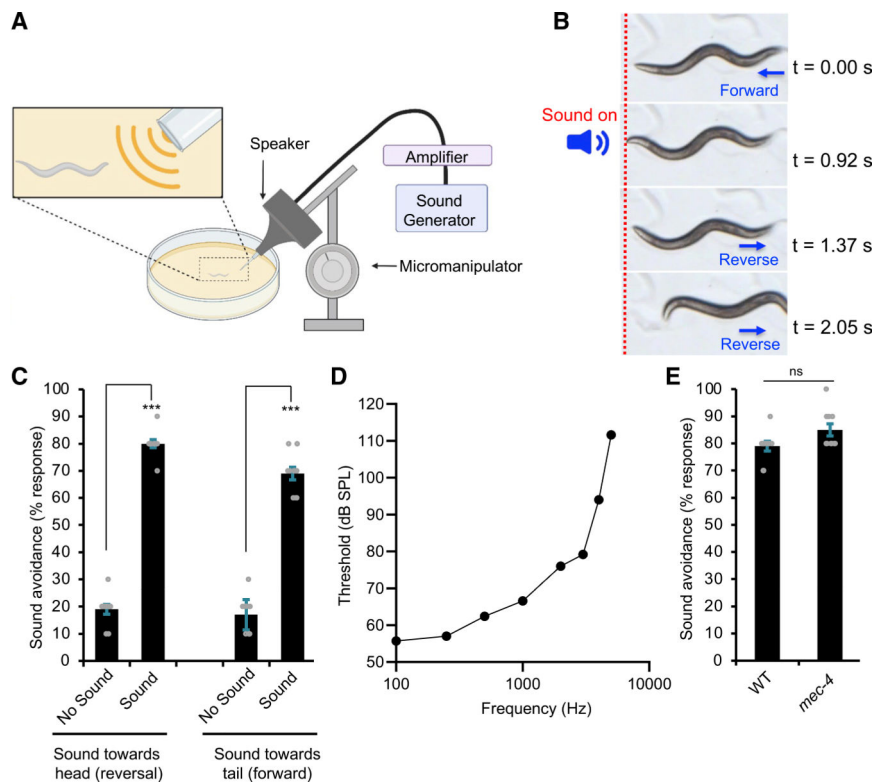 A
Speaker
Amplifier
Sound
Generator
Micromanipulator
B
Sound on
Forward
t = 0.00 s
t = 0.92 s
Reverse
t = 1.37 s
Reverse
t = 2.05 s
C
Sound avoidance (% response)
100
90
80
70
60
50
40
30
20
10
0
***
***
No Sound
Sound
No Sound
Sound
Sound towards
head (reversal)
Sound towards
tail (forward)
D
Threshold (dB SPL)
120
110
100
90
80
70
60
50
100
1000
10000
Frequency (Hz)
E
Sound avoidance (% response)
100
90
80
70
60
50
40
30
20
10
0
ns
WT
mec-4